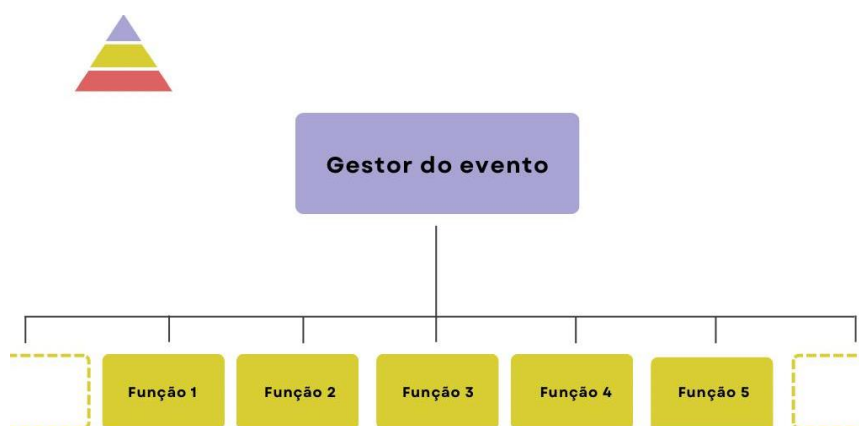 Gestor do evento
Função 1
Função 2
Função 3
Função 4
Função 5